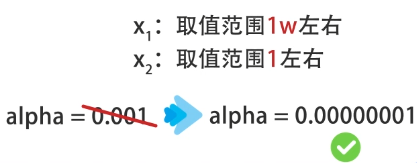 x₁：取值范围1w左右
x₂：取值范围1左右
alpha = 0.001 alpha = 0.00000001